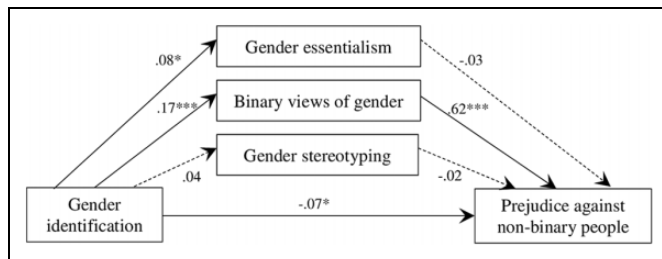 Gender essentialism
.08*
-.03
Binary views of gender
.17***
.62***
Gender stereotyping
.04
-.02
Gender
identification
-.07*
Prejudice against
non-binary people